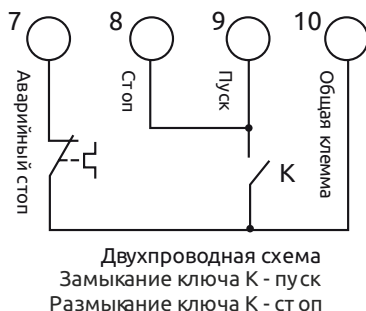 7 8 9 10
Аварийный стоп
Стоп
Пуск
Общая клемма
К
Двухпроводная схема
Замыкание ключа К - пуск
Размыкание ключа К - стоп